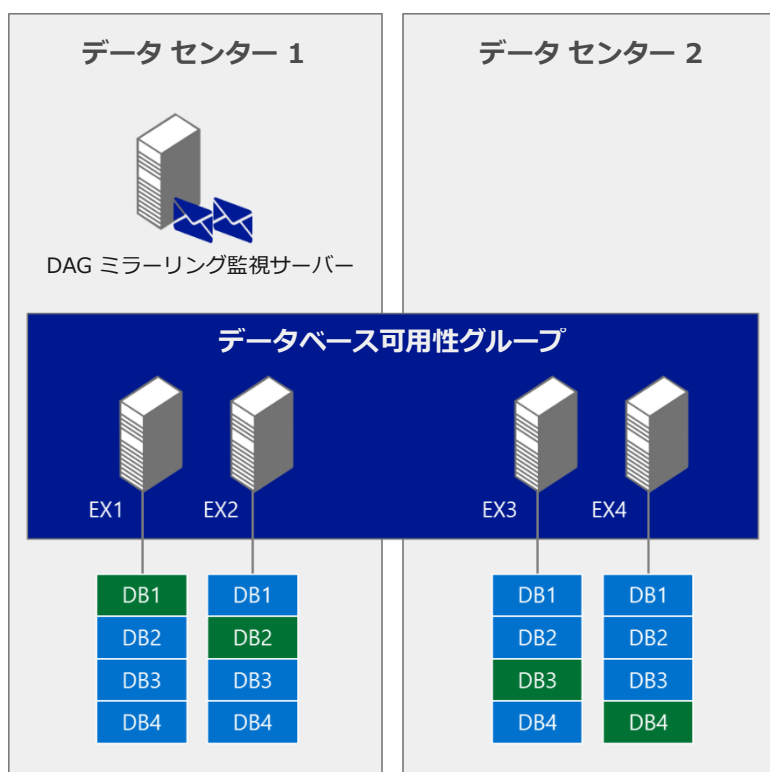 データ センター 1
データ センター 2
DAG ミラーリング監視サーバー
データベース可用性グループ
EX1
EX2
EX3
EX4
DB1
DB2
DB3
DB4
DB1
DB2
DB3
DB4
DB1
DB2
DB3
DB4
DB1
DB2
DB3
DB4